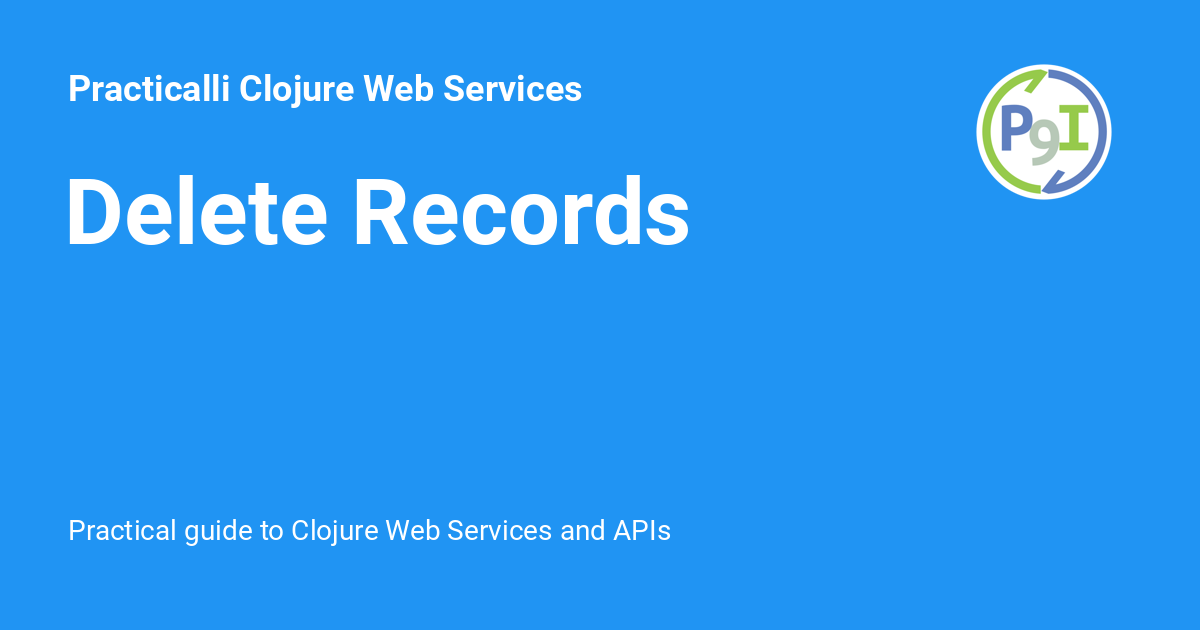 Practicalli Clojure Web Services
P9I
Delete Records
Practical guide to Clojure Web Services and APIs